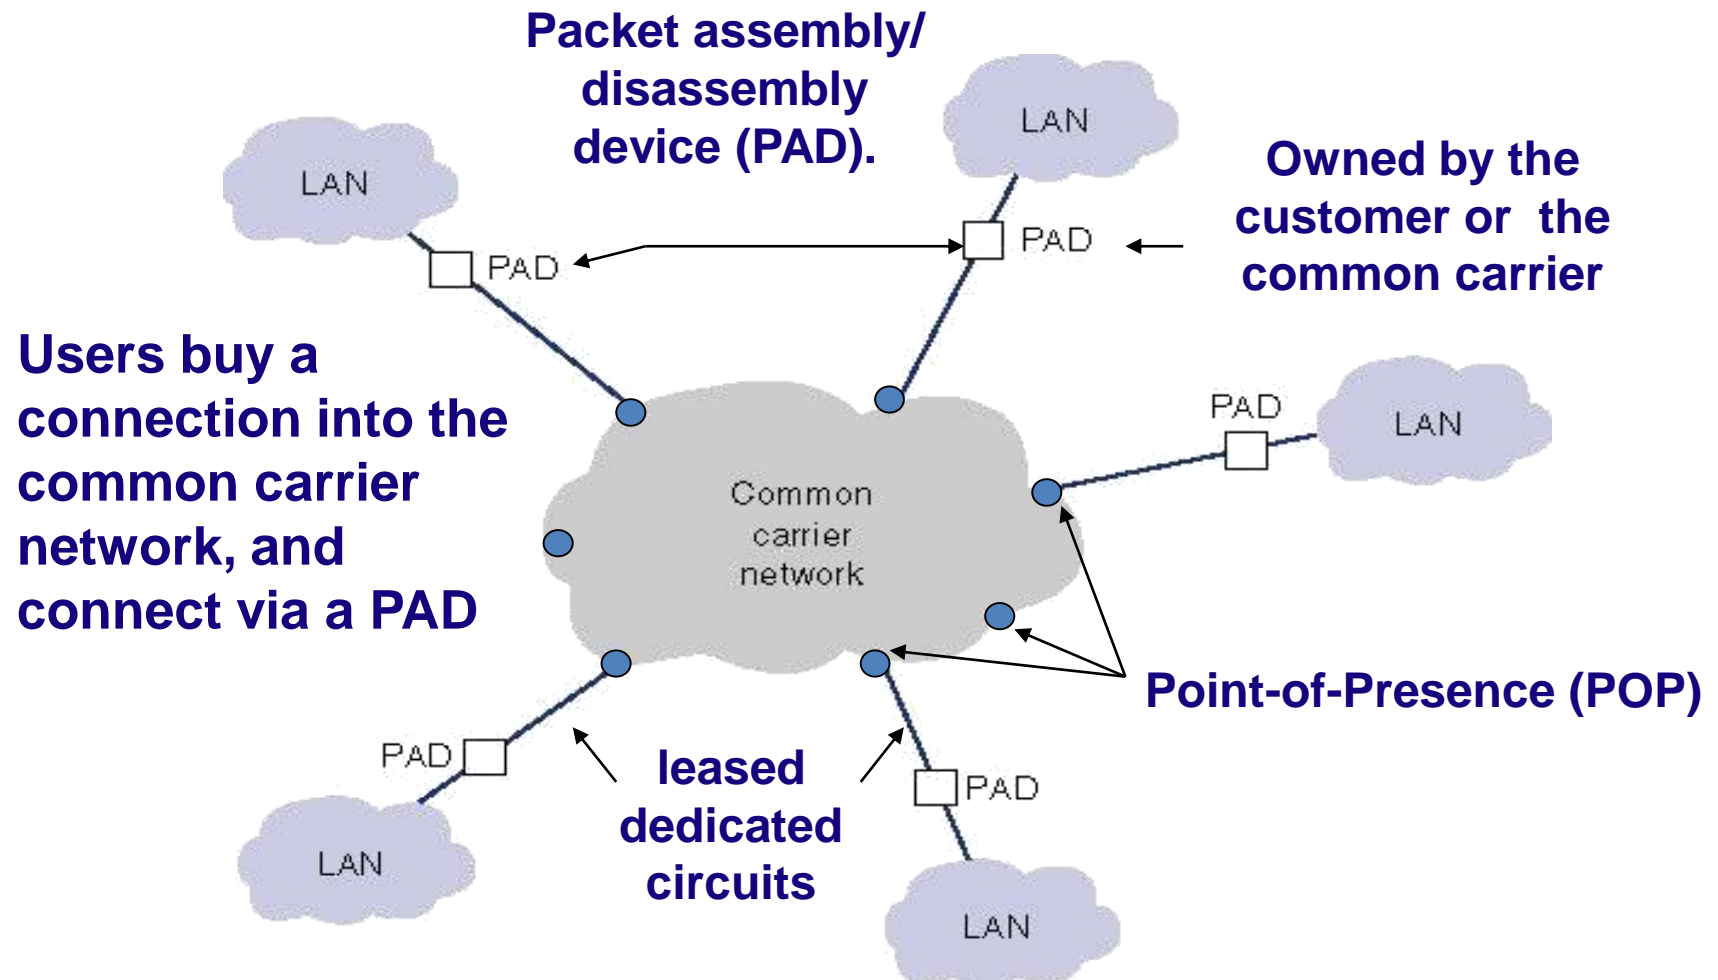 Packet assembly/
disassembly
device (PAD).
LAN
LAN
Owned by the
customer or the
common carrier
PAD
PAD
Users buy a
connection into the
common carrier
network, and
connect via a PAD
PAD
LAN
Common
carrier
network
Point-of-Presence (POP)
PAD
leased
dedicated
circuits
PAD
LAN
LAN